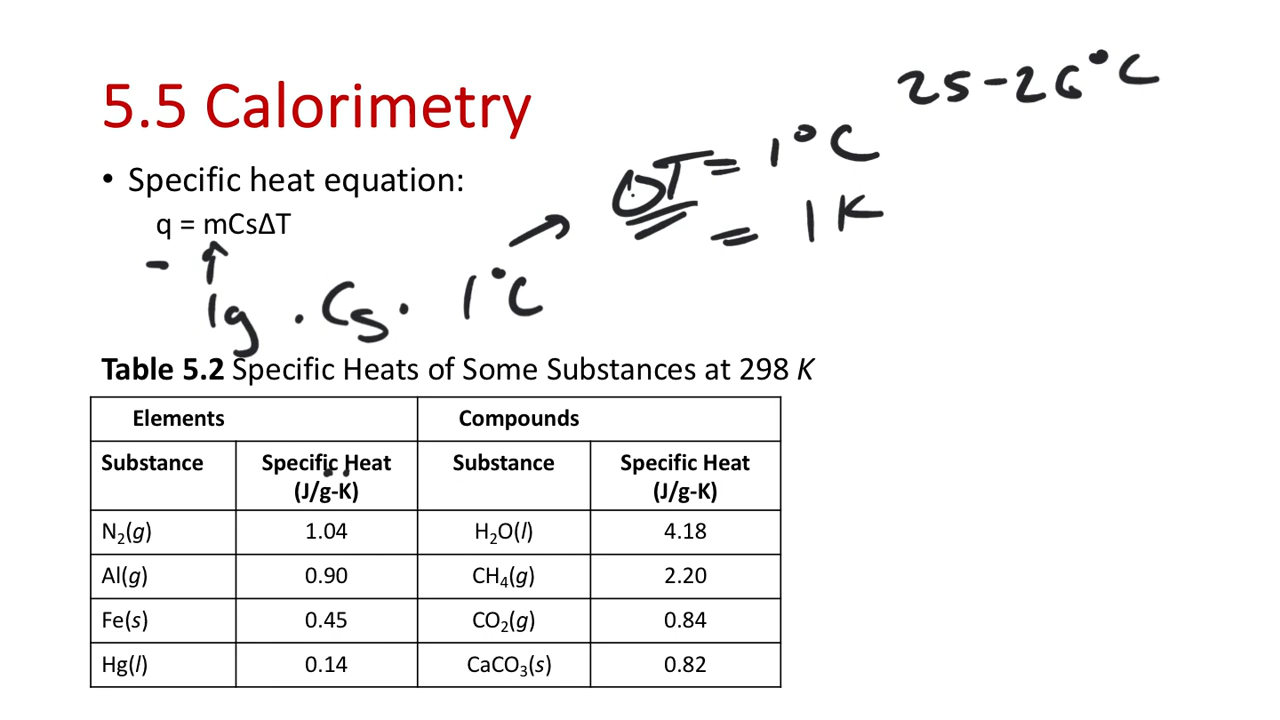 5.5 Calorimetry
25-26°C
• Specific heat equation:
ΔT = 1°C
q = mCsΔT
= 1K
1g · Cs · 1°C
Table 5.2 Specific Heats of Some Substances at 298 K
Elements Compounds
Substance Specific Heat (J/g-K) Substance Specific Heat (J/g-K)
N₂(g) 1.04 H₂O(l) 4.18
Al(g) 0.90 CH₄(g) 2.20
Fe(s) 0.45 CO₂(g) 0.84
Hg(l) 0.14 CaCO₃(s) 0.82